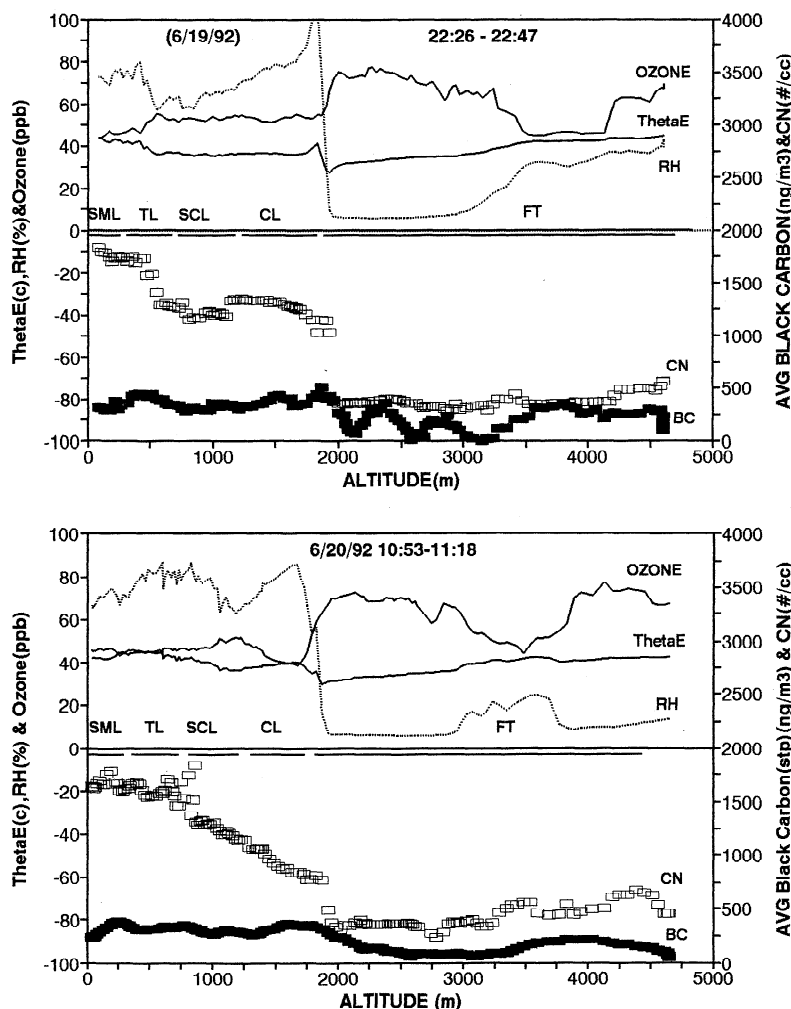 (6/19/92) 22:26 - 22:47
100 4000
80 3500
60 3000
40 2500
20
0 2000
-20
-40 1500
-60 1000
-80 500
-100 0
OZONE
ThetaE
RH
SML TL SCL CL FT
CN
BC
0 1000 2000 3000 4000 5000
ALTITUDE(m)
ThetaE(c),RH(%)&Ozone(ppb)
AVG BLACK CARBON(ng/m3)&CN(#/cc)
6/20/92 10:53-11:18
100 4000
80 3500
60 3000
40 2500
20
0 2000
-20
-40 1500
-60 1000
-80 500
-100 0
OZONE
ThetaE
RH
SML TL SCL CL FT
CN
BC
0 1000 2000 3000 4000 5000
ALTITUDE (m)
ThetaE(c),RH(%) & Ozone(ppb)
AVG Black Carbon(stp) (ng/m3) & CN(#/cc)